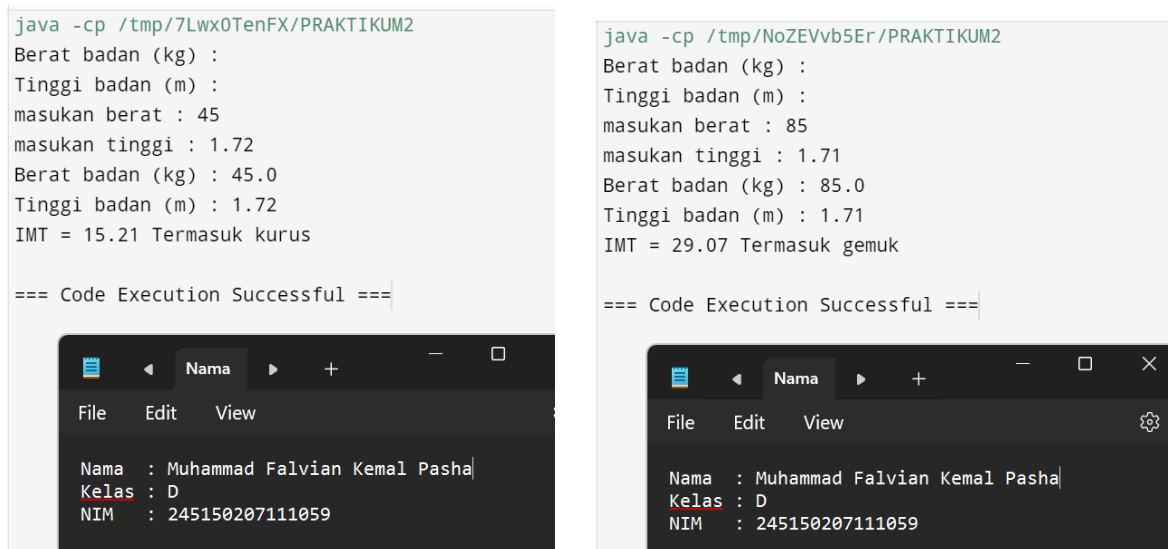 java -cp /tmp/7LwxOTenFX/PRAKTIKUM2
Berat badan (kg) :
Tinggi badan (m) :
masukan berat : 45
masukan tinggi : 1.72
Berat badan (kg) : 45.0
Tinggi badan (m) : 1.72
IMT = 15.21 Termasuk kurus
=== Code Execution Successful ===
Nama
File Edit View
Nama : Muhammad Falvian Kemal Pasha
Kelas : D
NIM : 245150207111059
java -cp /tmp/NoZEVvb5Er/PRAKTIKUM2
Berat badan (kg) :
Tinggi badan (m) :
masukan berat : 85
masukan tinggi : 1.71
Berat badan (kg) : 85.0
Tinggi badan (m) : 1.71
IMT = 29.07 Termasuk gemuk
=== Code Execution Successful ===
Nama
File Edit View
Nama : Muhammad Falvian Kemal Pasha
Kelas : D
NIM : 245150207111059